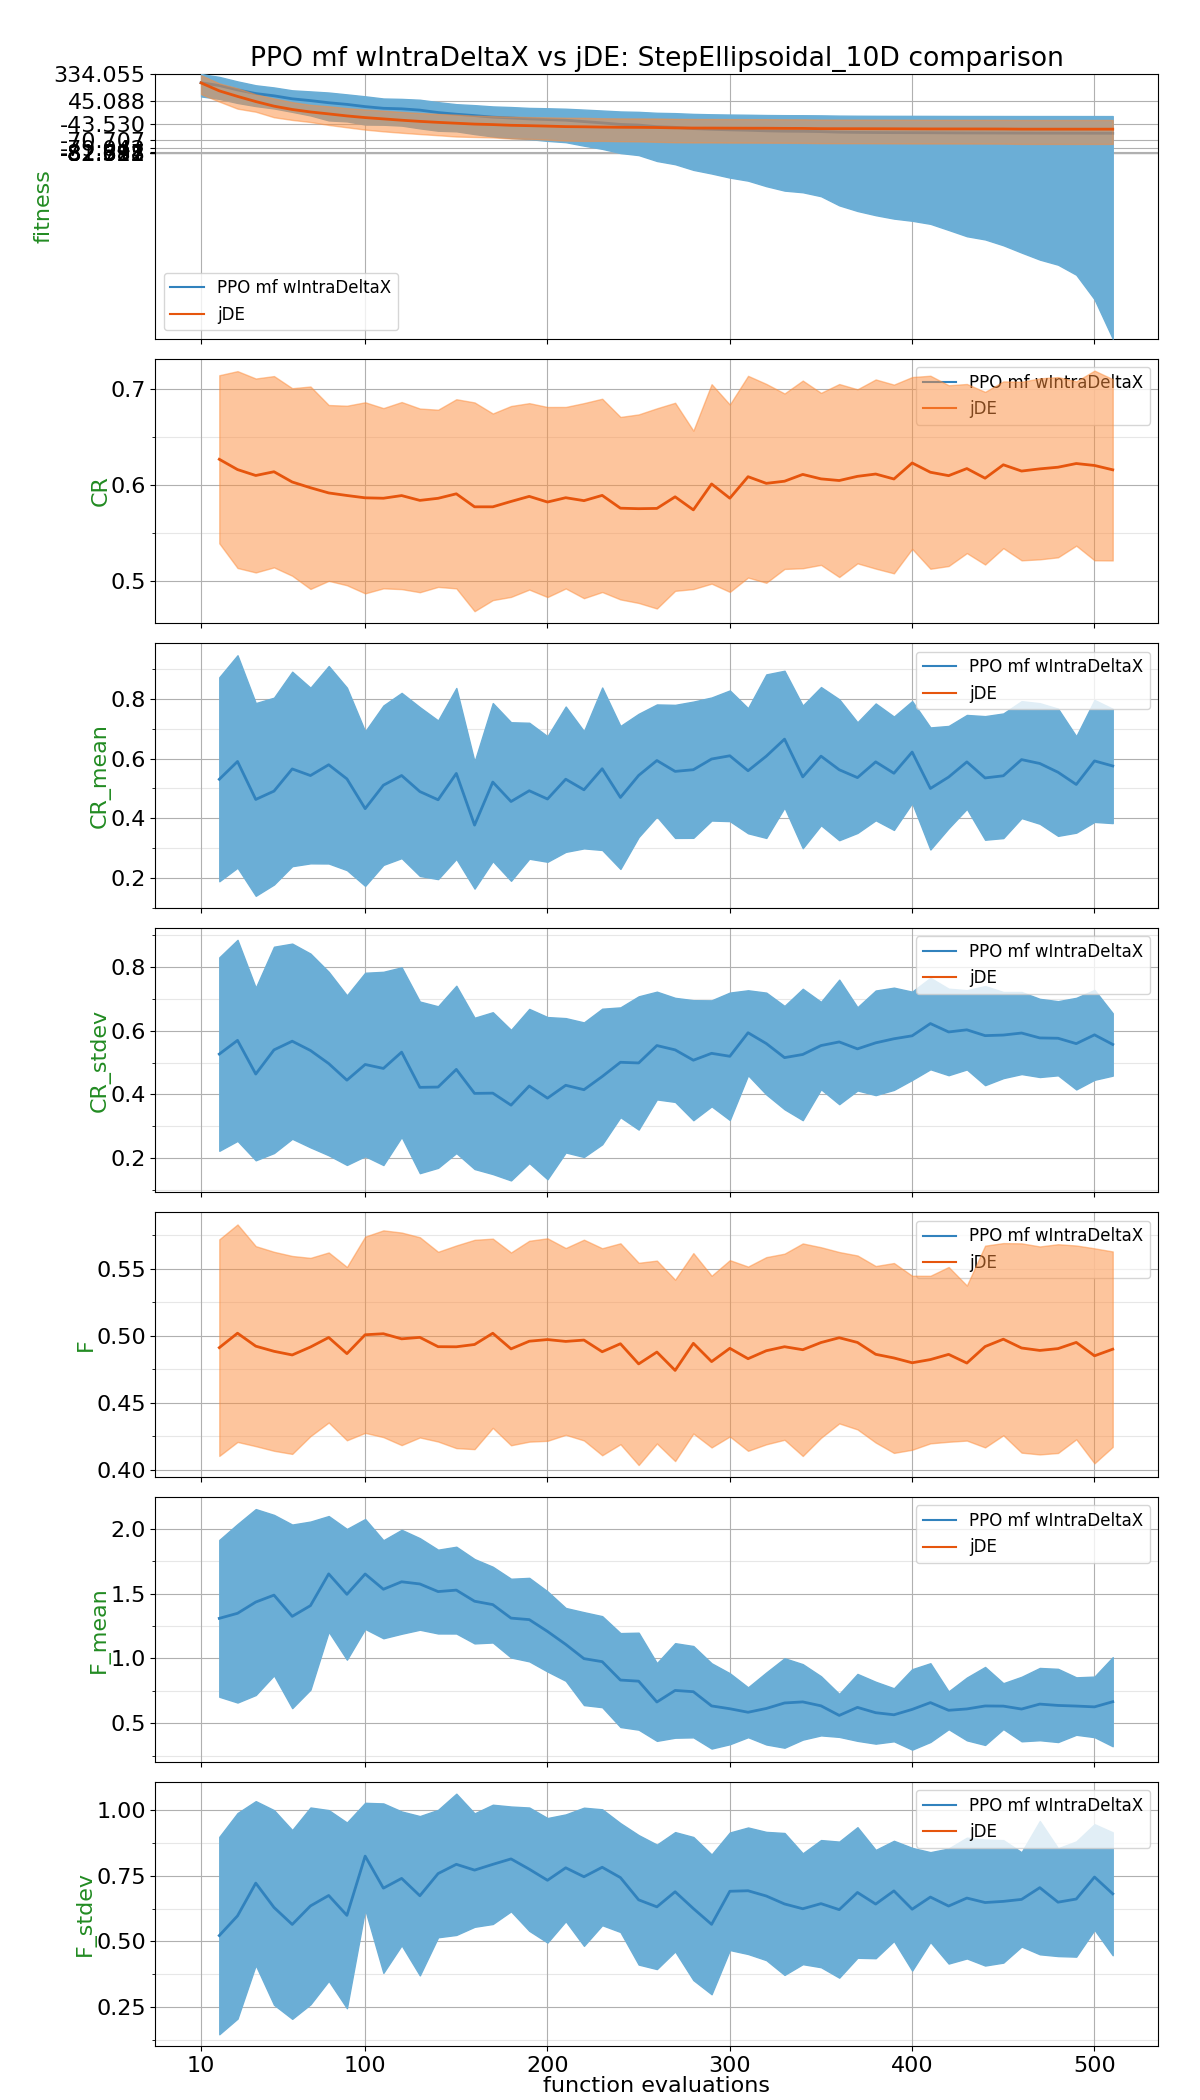 PPO mf wIntraDeltaX vs jDE: StepEllipsoidal_10D comparison
334.055
45.088
-43.530
-70.707
fitness
PPO mf wIntraDeltaX
jDE
0.7
0.6
0.5
CR
PPO mf wIntraDeltaX
jDE
0.8
0.6
0.4
0.2
CR_mean
PPO mf wIntraDeltaX
jDE
0.8
0.6
0.4
0.2
CR_stdev
PPO mf wIntraDeltaX
jDE
0.55
0.50
0.45
0.40
F
PPO mf wIntraDeltaX
jDE
2.0
1.5
1.0
0.5
F_mean
PPO mf wIntraDeltaX
jDE
1.00
0.75
0.50
0.25
F_stdev
PPO mf wIntraDeltaX
jDE
10 100 200 300 400 500
function evaluations